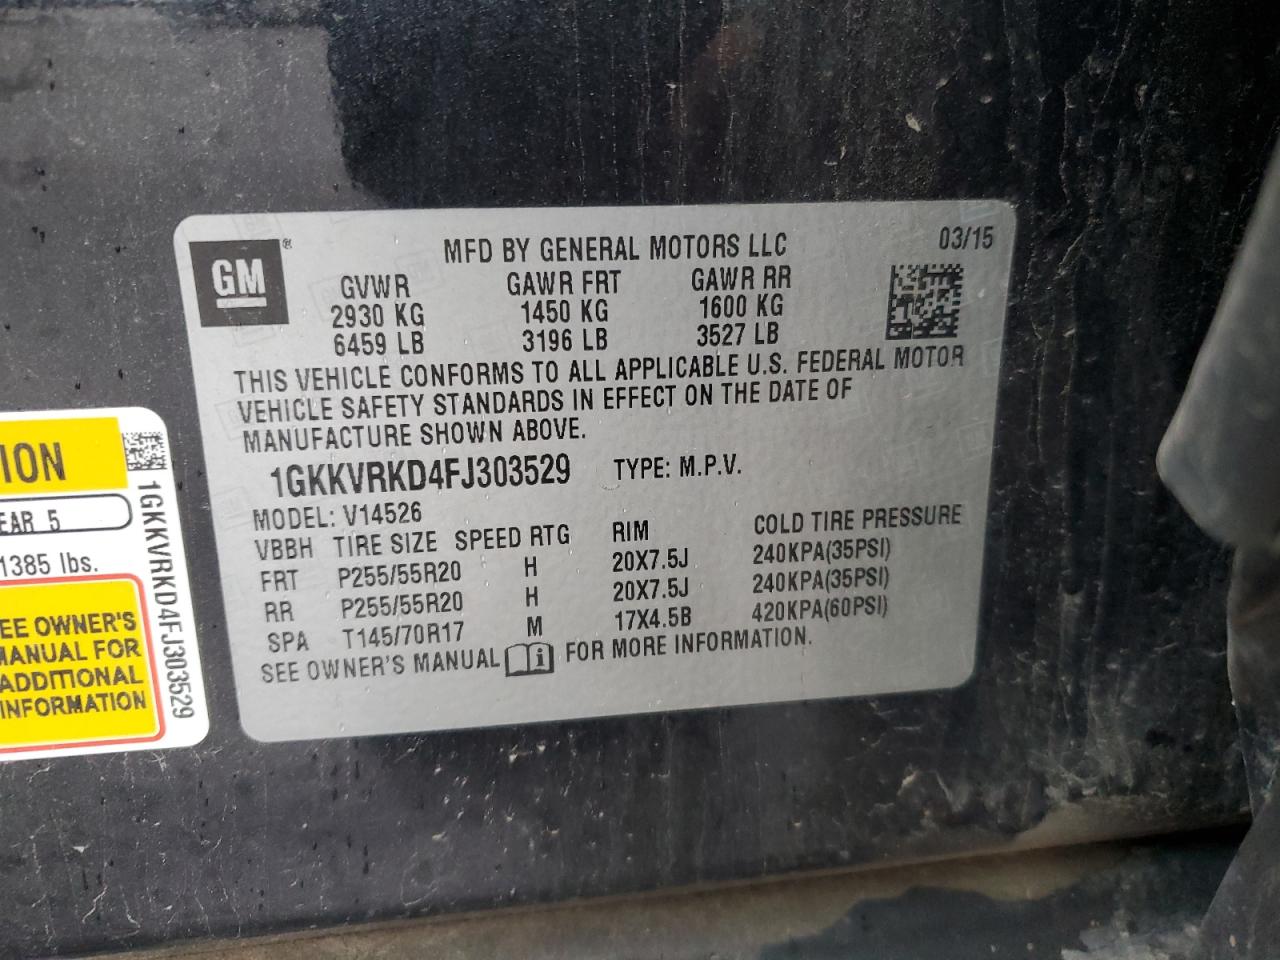 GM ®
MFD BY GENERAL MOTORS LLC
03/15
GVWR GAWR FRT GAWR RR
2930 KG 1450 KG 1600 KG
6459 LB 3196 LB 3527 LB
THIS VEHICLE CONFORMS TO ALL APPLICABLE U.S. FEDERAL MOTOR
VEHICLE SAFETY STANDARDS IN EFFECT ON THE DATE OF
MANUFACTURE SHOWN ABOVE.
1GKKVRKD4FJ303529 TYPE: M.P.V.
MODEL: V14526
VBBH TIRE SIZE SPEED RTG RIM COLD TIRE PRESSURE
FRT P255/55R20 H 20X7.5J 240KPA(35PSI)
RR P255/55R20 H 20X7.5J 240KPA(35PSI)
SPA T145/70R17 M 17X4.5B 420KPA(60PSI)
SEE OWNER'S MANUAL i FOR MORE INFORMATION.
ION
EAR 5
1385 lbs.
EE OWNER'S
MANUAL FOR
ADDITIONAL
INFORMATION
1GKKVRKD4FJ303529